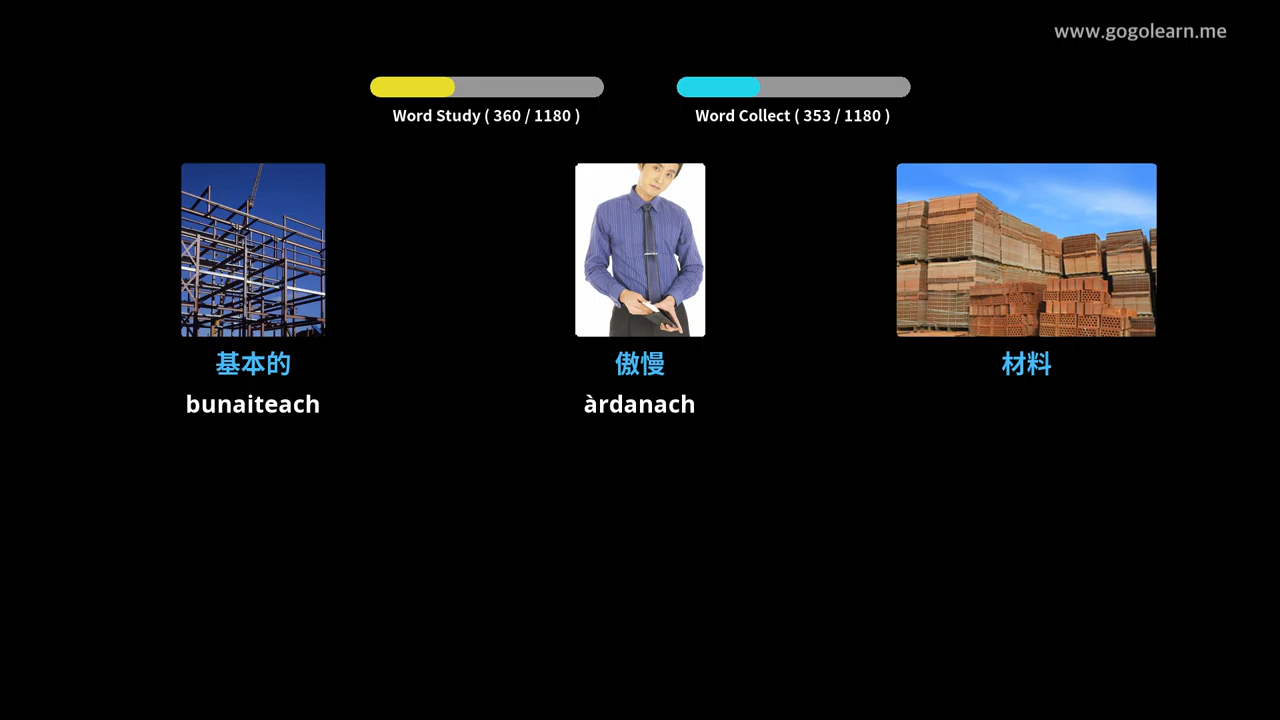 www.gogolearn.me
Word Study ( 360 / 1180 )
Word Collect ( 353 / 1180 )
基本的
傲慢
材料
bunaiteach
àrdanach